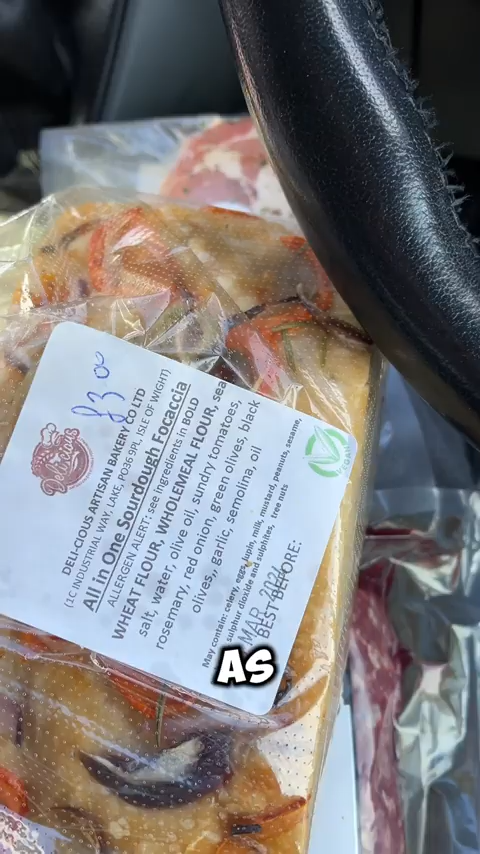 £3.00
Delicious
DELI-CIOUS ARTISAN BAKERY CO LTD
(1C INDUSTRIAL WAY, LAKE, PO36 9PL, ISLE OF WIGHT)
All in One Sourdough Focaccia
ALLERGEN ALERT: see ingredients in BOLD
WHEAT FLOUR, WHOLEMEAL FLOUR, sea
salt, water, olive oil, sundry tomatoes,
rosemary, red onion, green olives, black
olives,, garlic, semolina, oil
May contain: celery, eggs, lupin, milk, mustard, peanuts, sesame,
sulphur dioxide and sulphites, tree nuts
BEST BEFORE:
MAR
VEGAN
AS